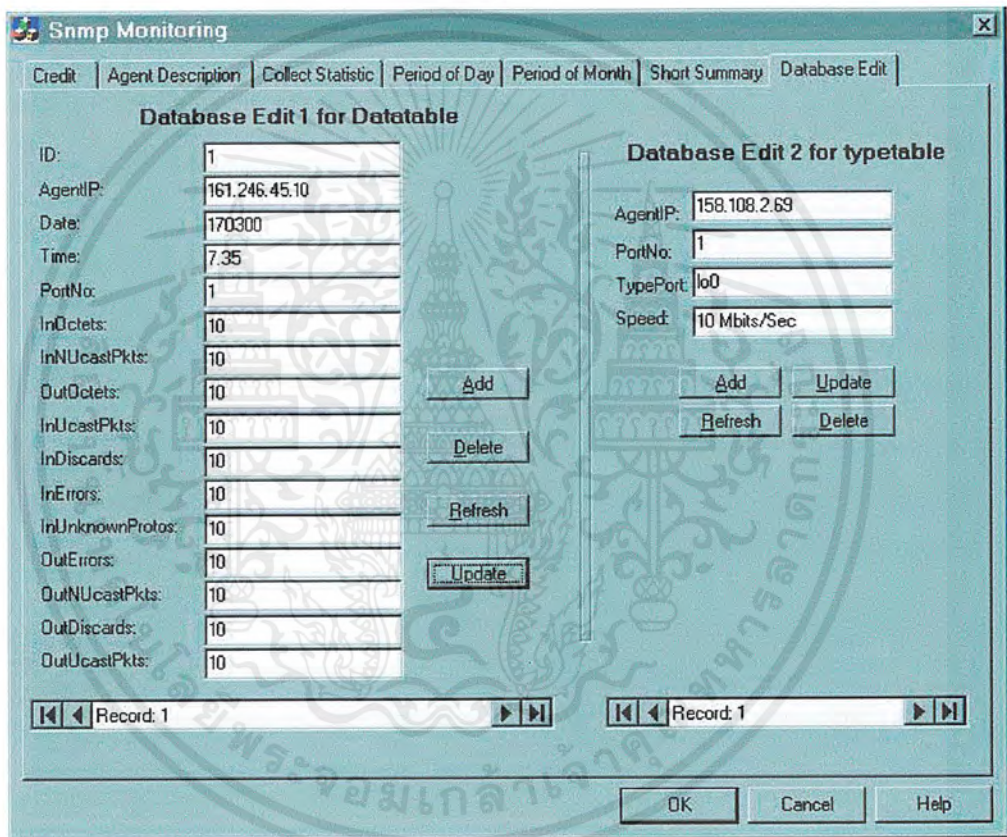 Snmp Monitoring
Credit
Agent Description
Collect Statistic
Period of Day
Period of Month
Short Summary
Database Edit
Database Edit 1 for Datatable
ID: 1
AgentIP: 161.246.45.10
Date: 170300
Time: 7.35
PortNo: 1
InOctets: 10
InNUcastPkts: 10
OutOctets: 10
InUcastPkts: 10
InDiscards: 10
InErrors: 10
InUnknownProtos: 10
OutErrors: 10
OutNUcastPkts: 10
OutDiscards: 10
OutUcastPkts: 10
Add
Delete
Refresh
Update
Record: 1
Database Edit 2 for typetable
AgentIP: 158.108.2.69
PortNo: 1
TypePort: lo0
Speed: 10 Mbits/Sec
Add
Update
Refresh
Delete
Record: 1
OK
Cancel
Help